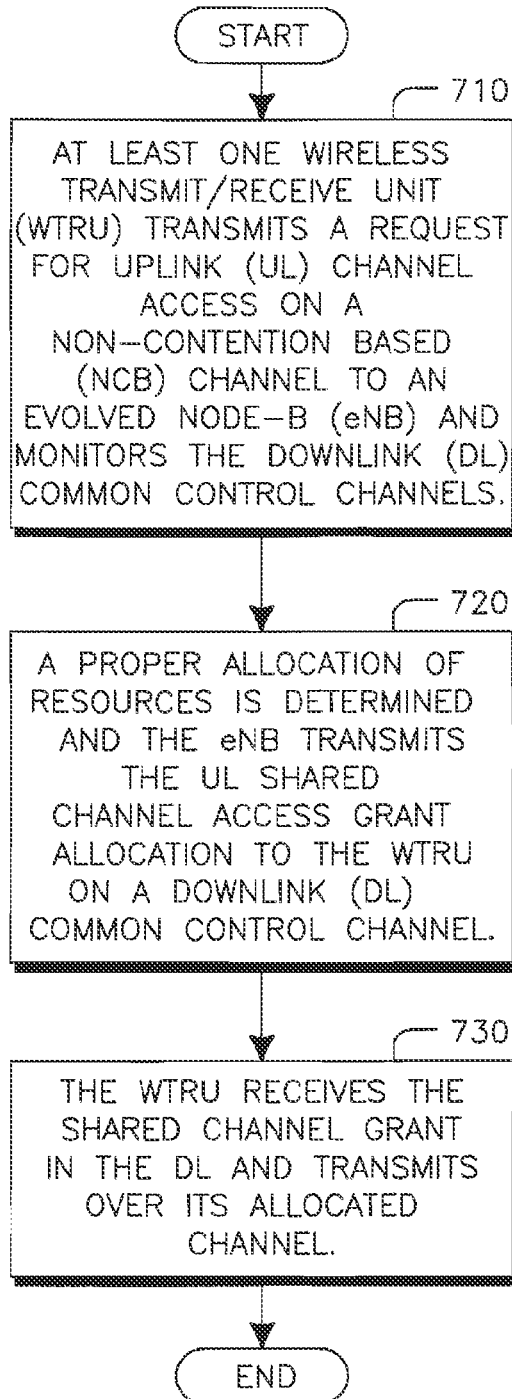 START
710
AT LEAST ONE WIRELESS
TRANSMIT/RECEIVE UNIT
(WTRU) TRANSMITS A REQUEST
FOR UPLINK (UL) CHANNEL
ACCESS ON A
NON-CONTENTION BASED
(NCB) CHANNEL TO AN
EVOLVED NODE-B (eNB) AND
MONITORS THE DOWNLINK (DL)
COMMON CONTROL CHANNELS.
720
A PROPER ALLOCATION OF
RESOURCES IS DETERMINED
AND THE eNB TRANSMITS
THE UL SHARED
CHANNEL ACCESS GRANT
ALLOCATION TO THE WTRU
ON A DOWNLINK (DL)
COMMON CONTROL CHANNEL.
730
THE WTRU RECEIVES THE
SHARED CHANNEL GRANT
IN THE DL AND TRANSMITS
OVER ITS ALLOCATED
CHANNEL.
END